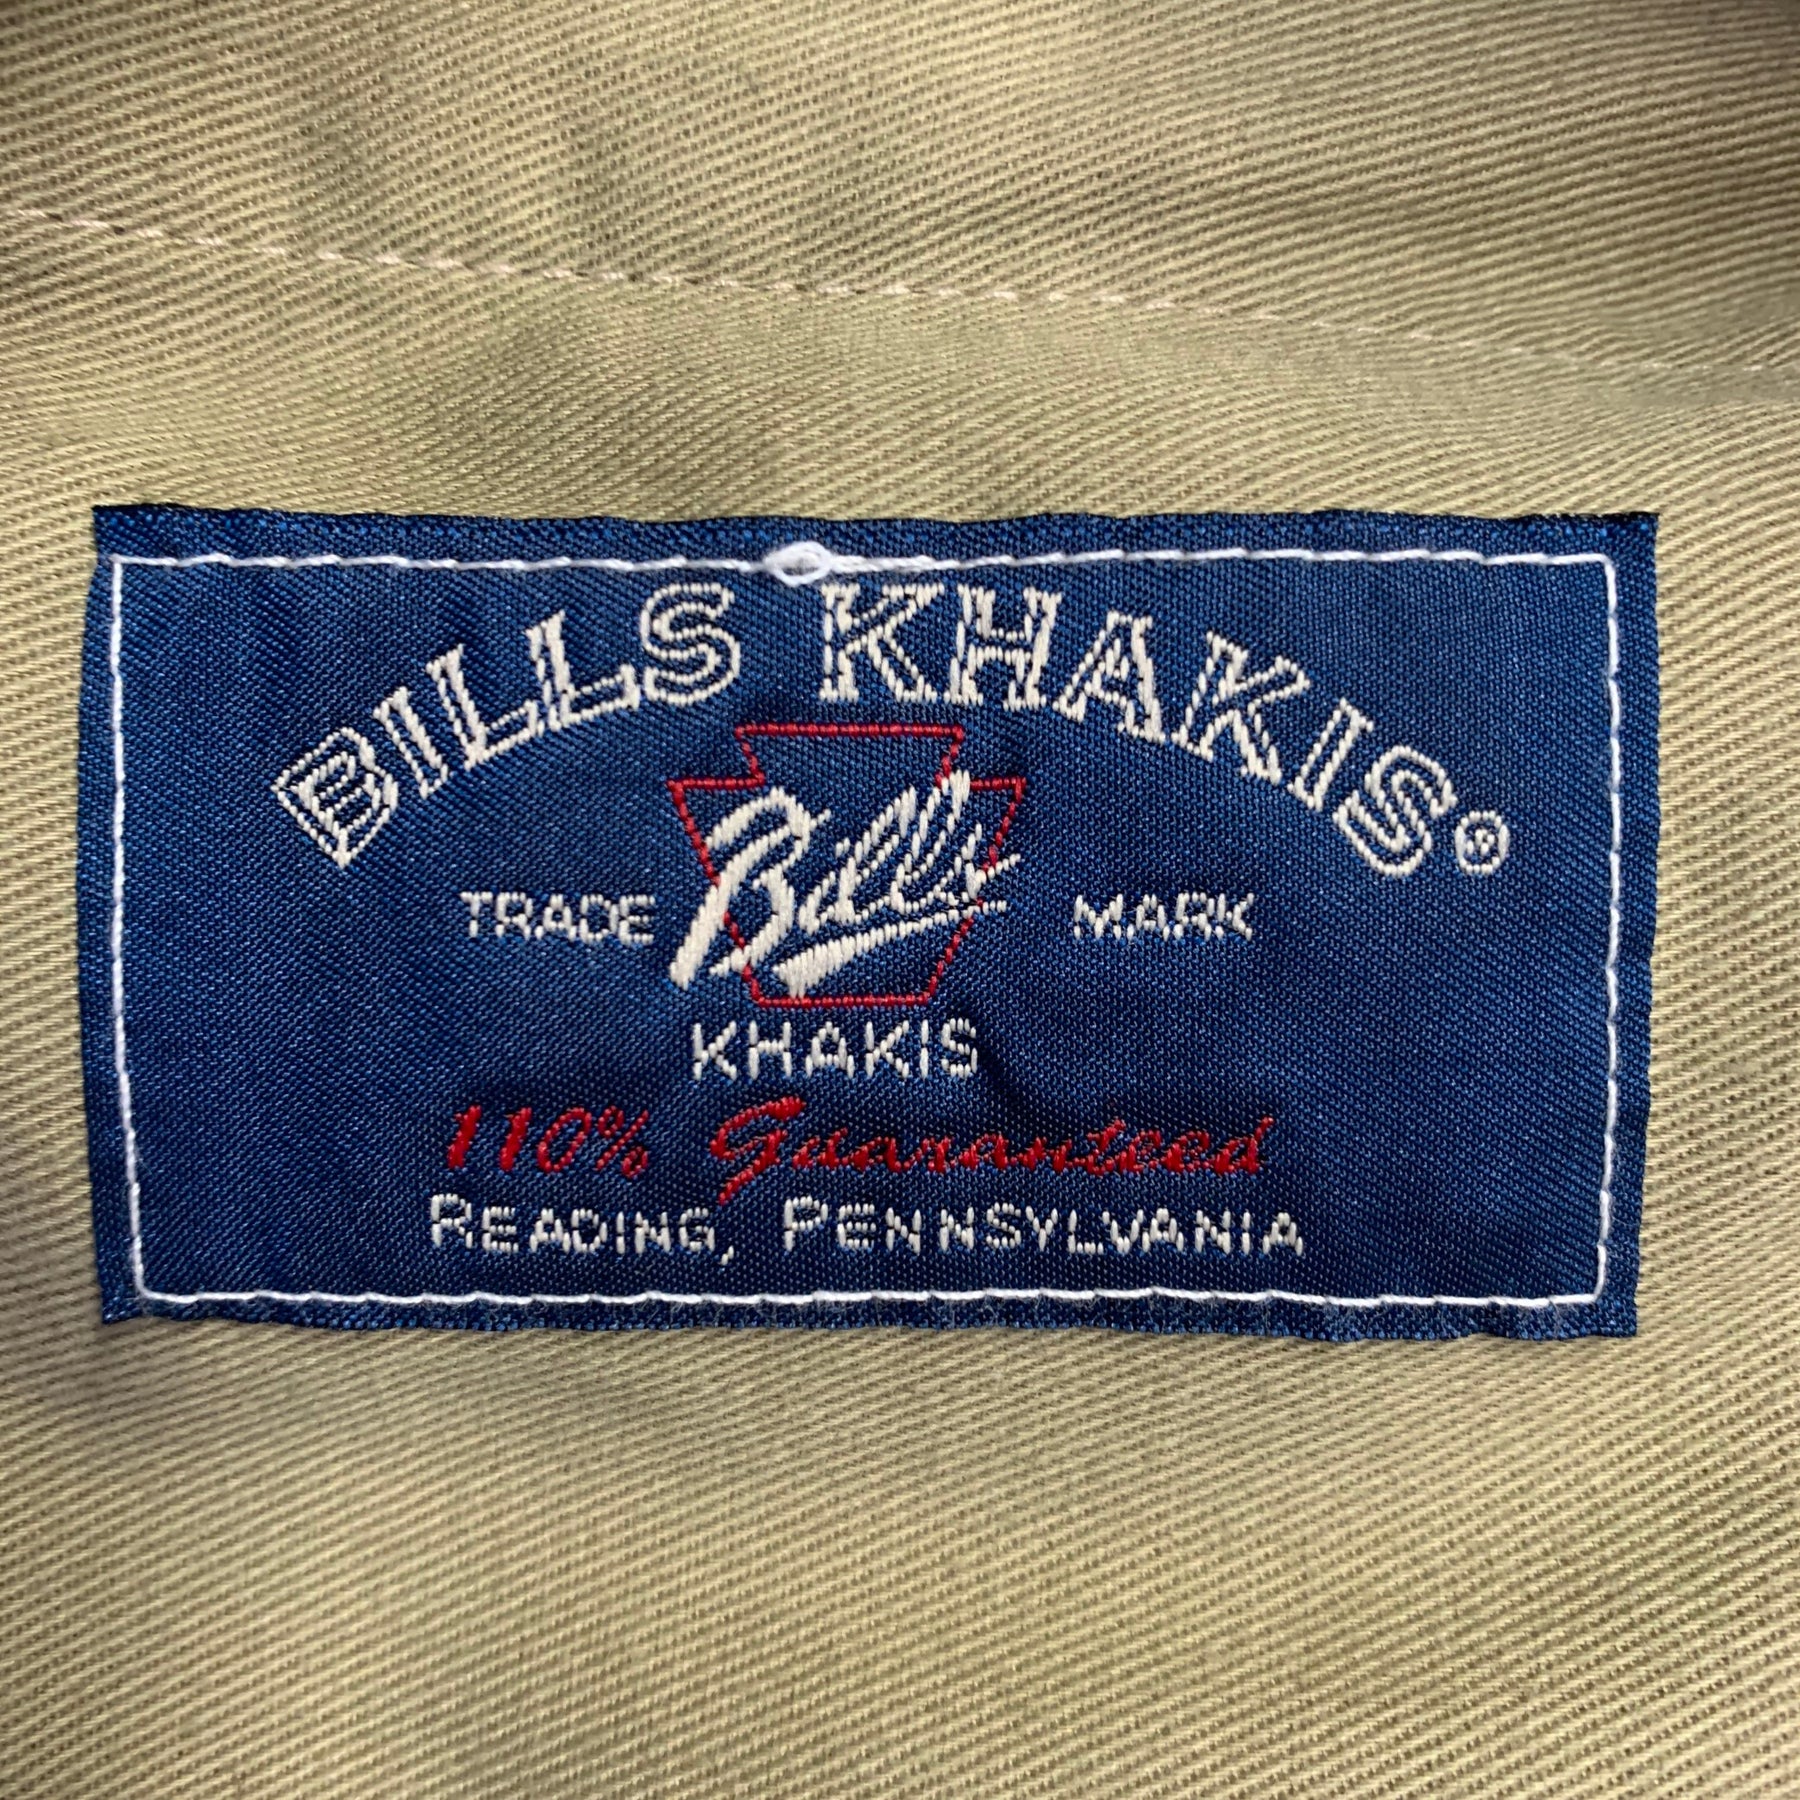 BILLS KHAKIS®
TRADE Bills MARK
KHAKIS
110% Guaranteed
READING, PENNSYLVANIA